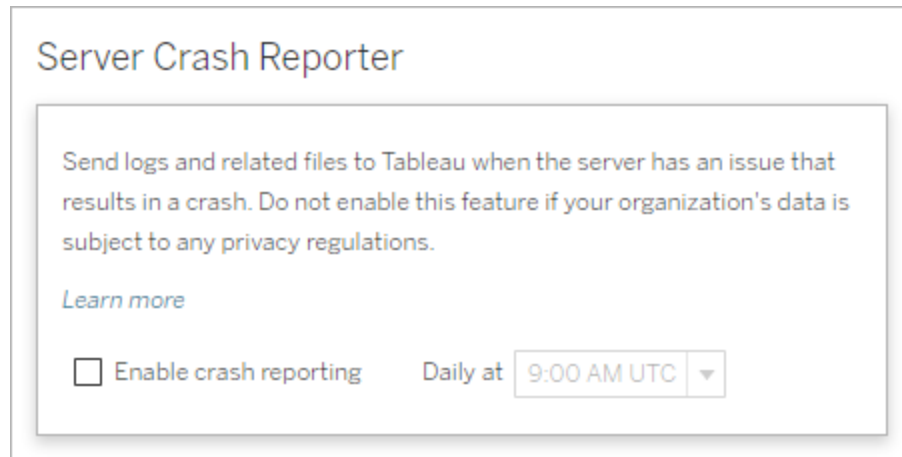 Server Crash Reporter
Send logs and related files to Tableau when the server has an issue that
results in a crash. Do not enable this feature if your organization's data is
subject to any privacy regulations.
Learn more
Enable crash reporting Daily at 9:00 AM UTC